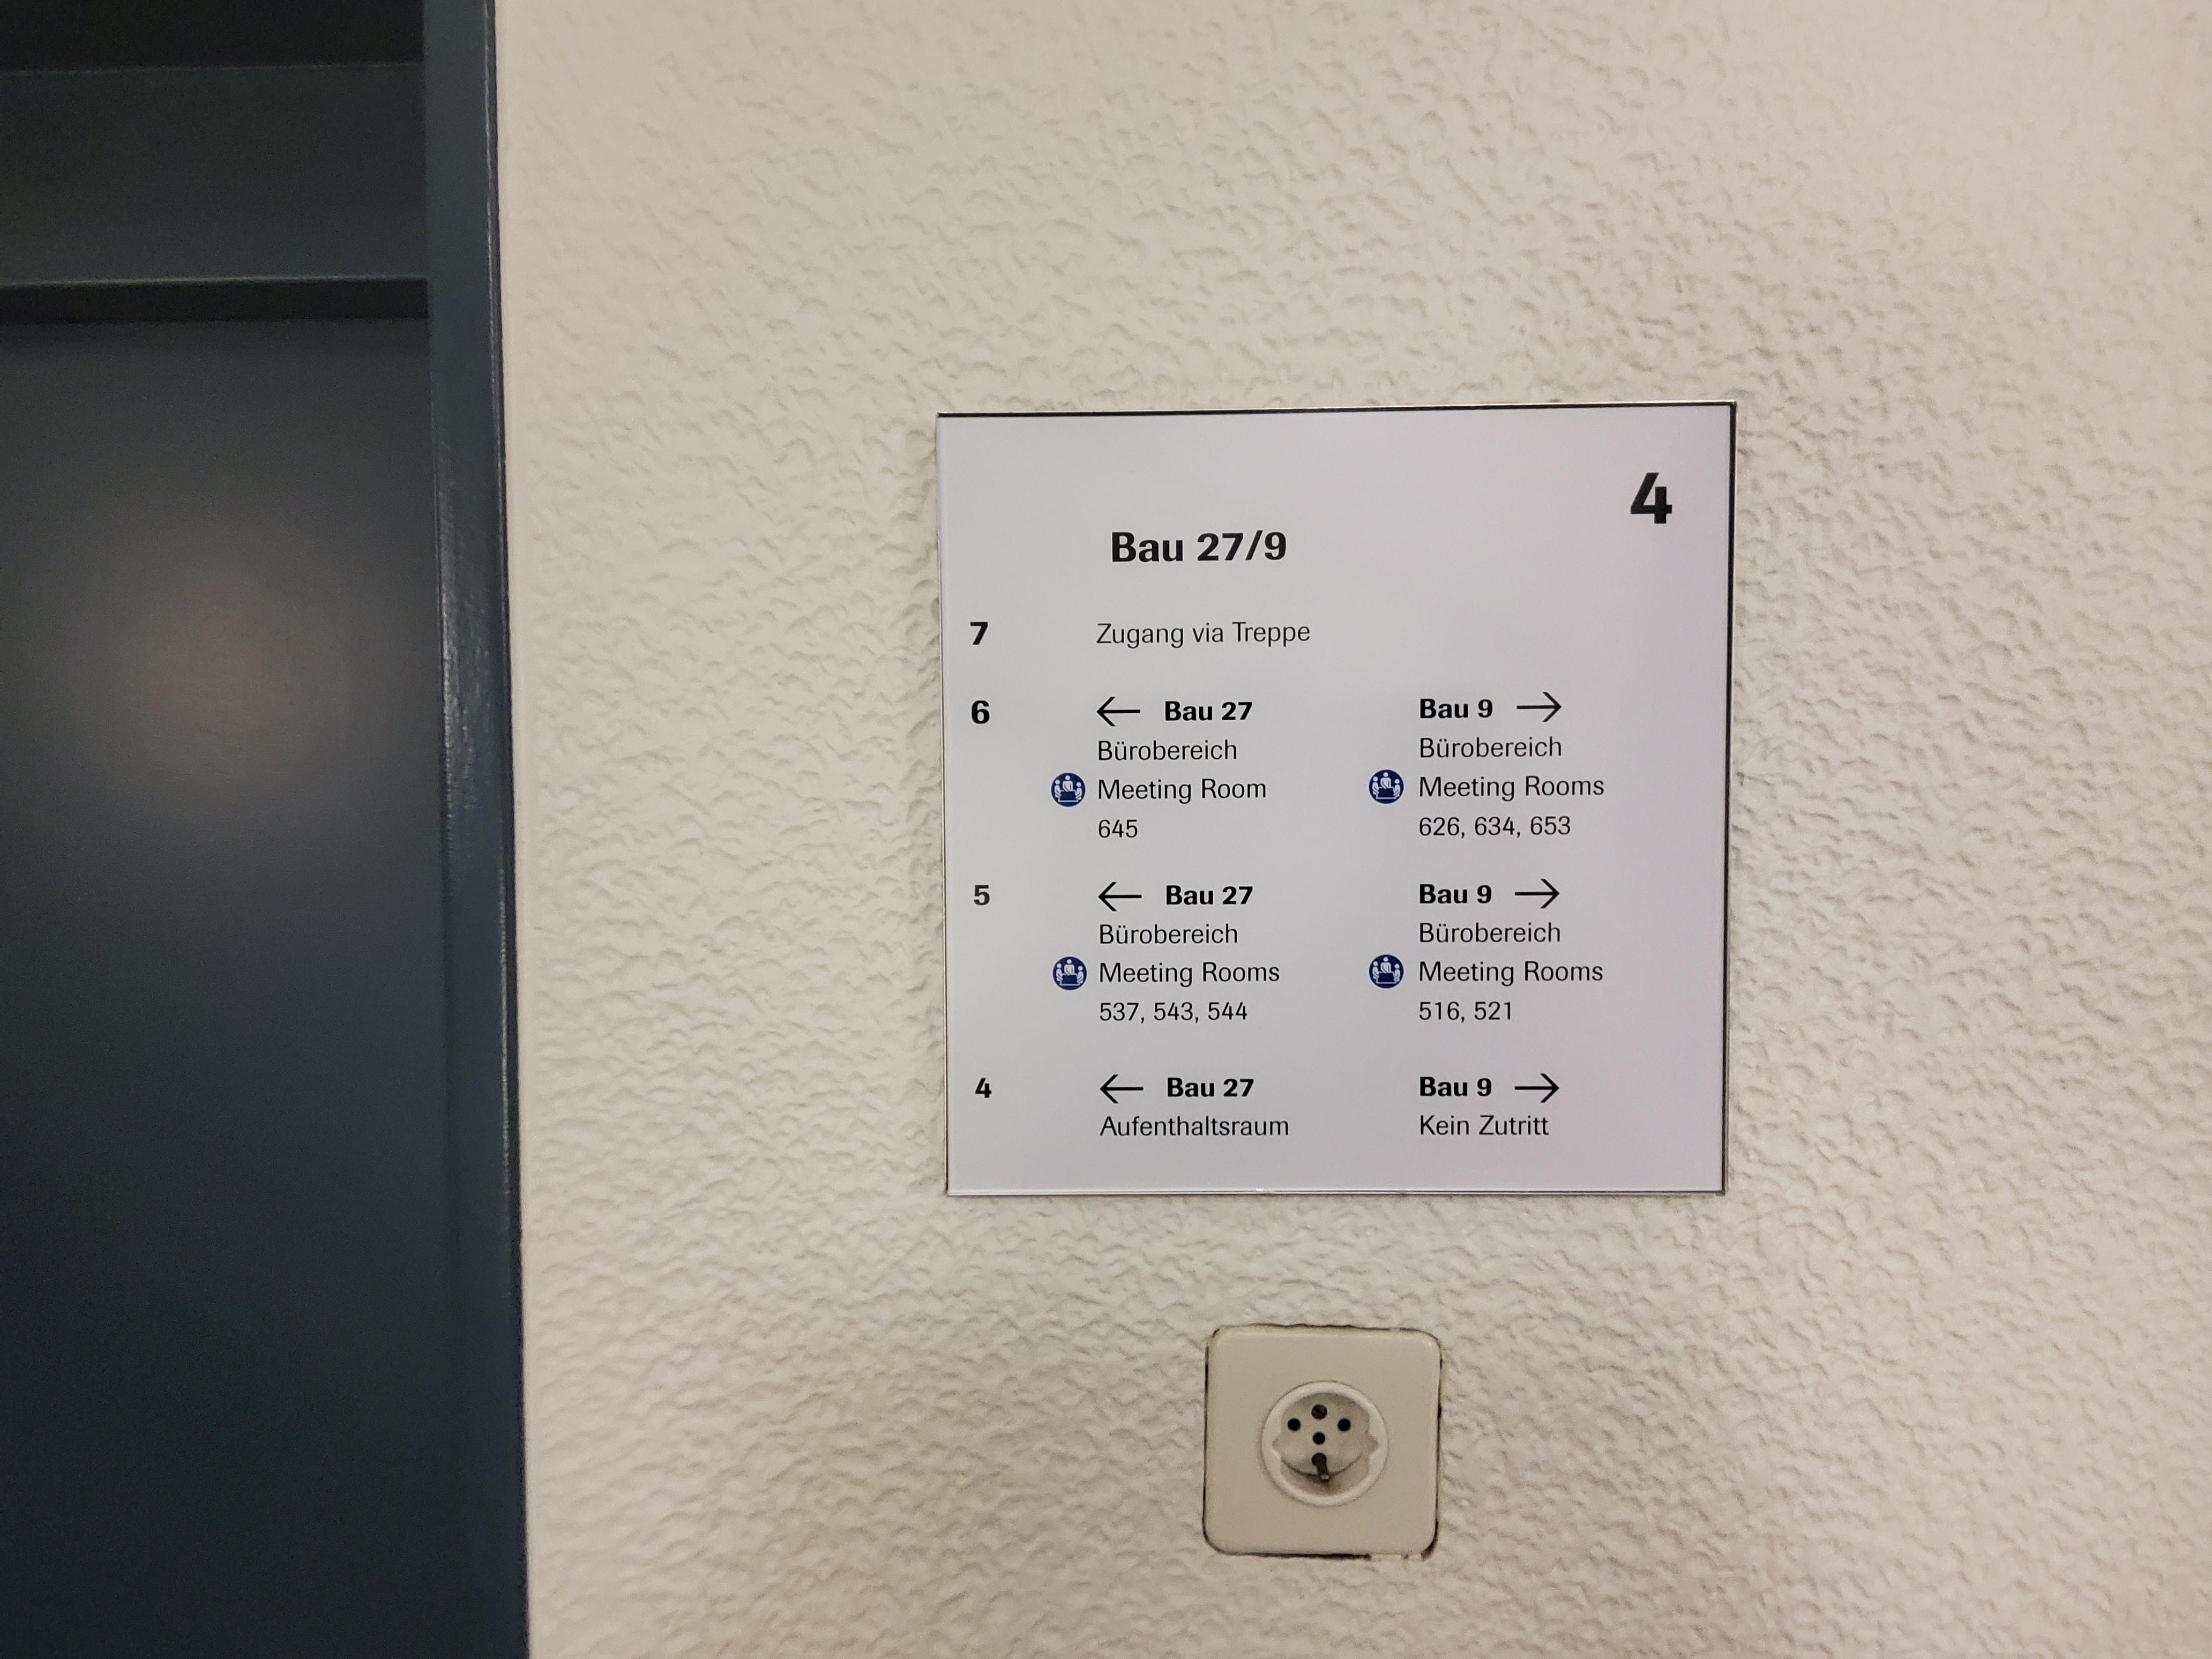 4
Bau 27/9
7 Zugang via Treppe
6 ← Bau 27 Bau 9 →
Bürobereich Bürobereich
Meeting Room Meeting Rooms
645 626, 634, 653
5 ← Bau 27 Bau 9 →
Bürobereich Bürobereich
Meeting Rooms Meeting Rooms
537, 543, 544 516, 521
4 ← Bau 27 Bau 9 →
Aufenthaltsraum Kein Zutritt